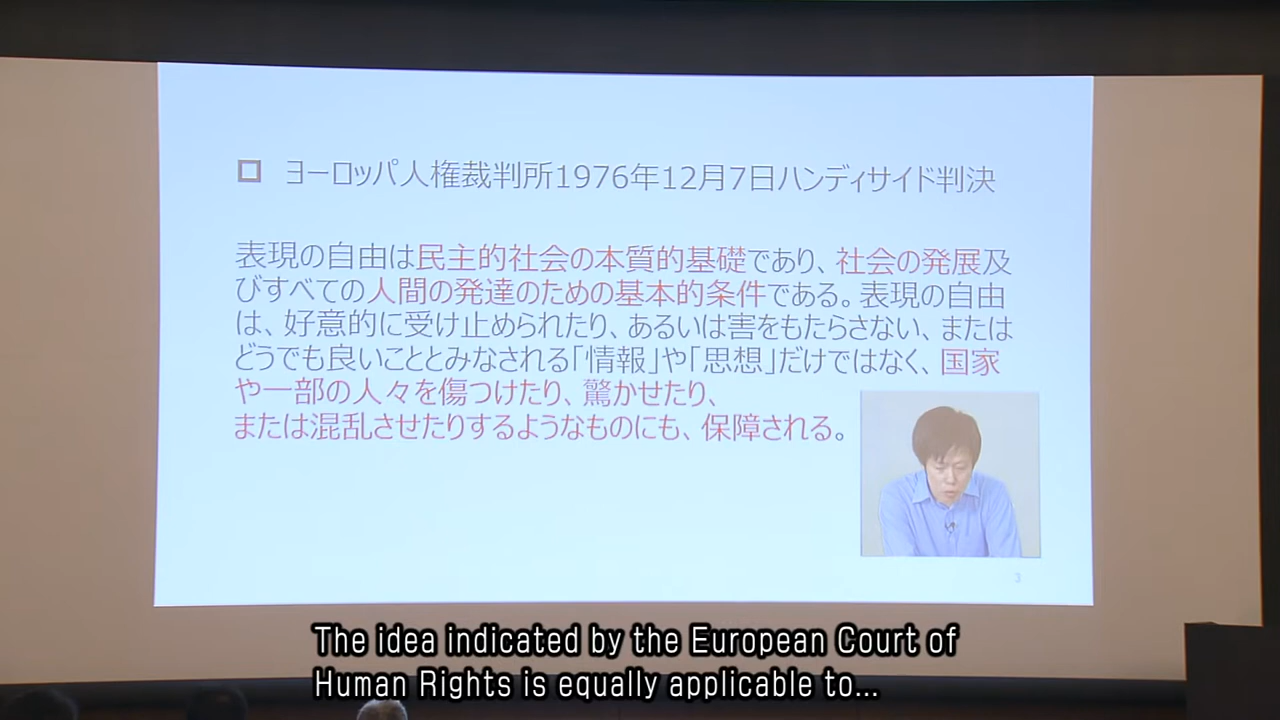 ヨーロッパ人権裁判所1976年12月7日ハンディサイド判決
表現の自由は民主的社会の本質的基礎であり、社会の発展及
びすべての人間の発達のための基本的条件である。表現の自由
は、好意的に受け止められたり、あるいは害をもたらさない、または
どうでも良いこととみなされる「情報」や「思想」だけではなく、国家
や一部の人々を傷つけたり、驚かせたり、
または混乱させたりするようなものにも、保障される。
3
The idea indicated by the European Court of
Human Rights is equally applicable to...